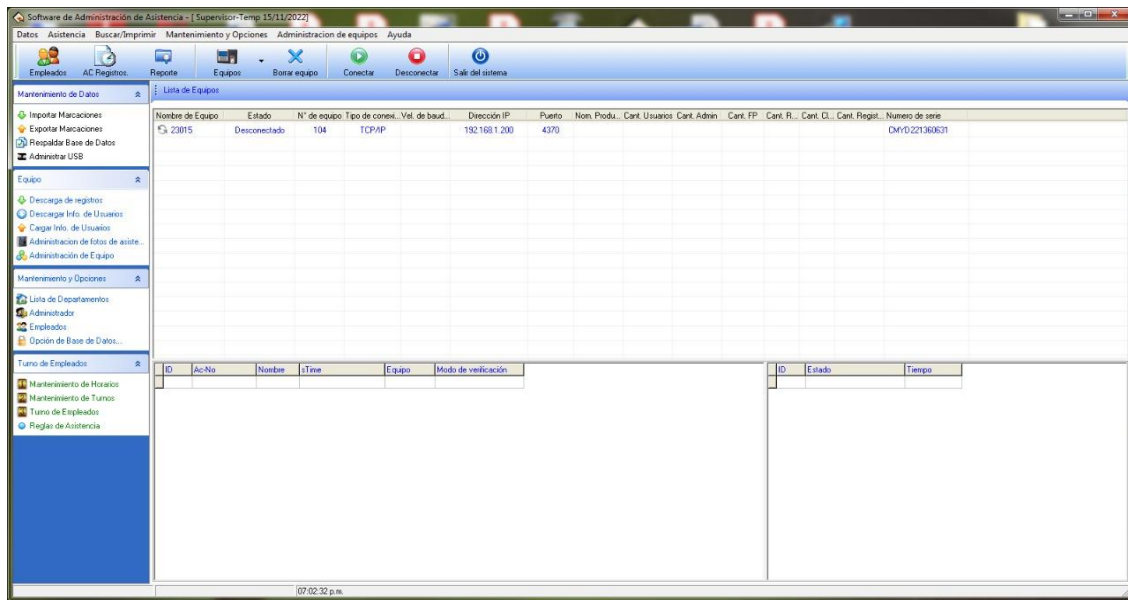 Software de Administración de Asistencia - [ Supervisor-Temp 15/11/2022]
Datos Asistencia Buscar/Imprimir Mantenimiento y Opciones Administracion de equipos Ayuda
Empleados AC Registros. Reporte Equipos Borrar equipo Conectar Desconectar Salir del sistema
Mantenimiento de Datos
Importar Marcaciones
Exportar Marcaciones
Respaldar Base de Datos
Administrar USB
Equipo
Descarga de registros
Descargar Info. de Usuarios
Cargar Info. de Usuarios
Administracion de fotos de asiste...
Administración de Equipo
Mantenimiento y Opciones
Lista de Departamentos
Administrador
Empleados
Opción de Base de Datos...
Turno de Empleados
Mantenimiento de Horarios
Mantenimiento de Turnos
Turno de Empleados
Reglas de Asistencia
Lista de Equipos
Nombre de Equipo Estado N° de equipo Tipo de conexi... Vel. de baud... Dirección IP Puerto Nom. Produ... Cant. Usuarios Cant. Admin Cant. FP Cant. R... Cant. Cl... Cant. Regist... Numero de serie
23015 Desconectado 104 TCP/IP 192.168.1.200 4370 CMYD221360631
ID Ac-No Nombre sTime Equipo Modo de verificación
ID Estado Tiempo
07:02:32 p.m.